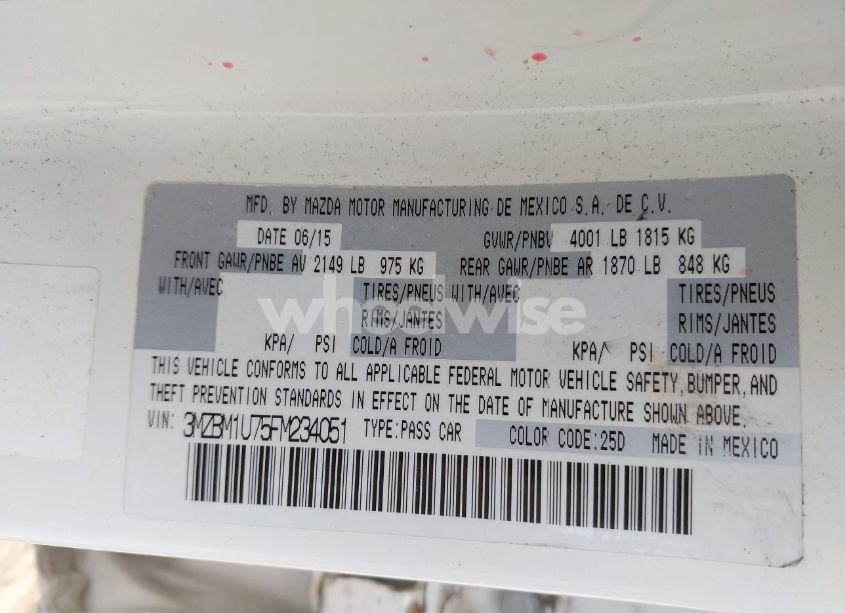 MFD. BY MAZDA MOTOR MANUFACTURING DE MEXICO S.A. DE C.V.
DATE 06/15 GVWR/PNBV 4001 LB 1815 KG
FRONT GAWR/PNBE AV 2149 LB 975 KG REAR GAWR/PNBE AR 1870 LB 848 KG
WITH/AVEC TIRES/PNEUS WITH/AVEC TIRES/PNEUS
RIMS/JANTES RIMS/JANTES
wheelwise
KPA/ PSI COLD/A FROID KPA/ PSI COLD/A FROID
THIS VEHICLE CONFORMS TO ALL APPLICABLE FEDERAL MOTOR VEHICLE SAFETY, BUMPER, AND
THEFT PREVENTION STANDARDS IN EFFECT ON THE DATE OF MANUFACTURE SHOWN ABOVE.
VIN: 3MZBM1U75FM234051 TYPE: PASS CAR COLOR CODE: 25D MADE IN MEXICO